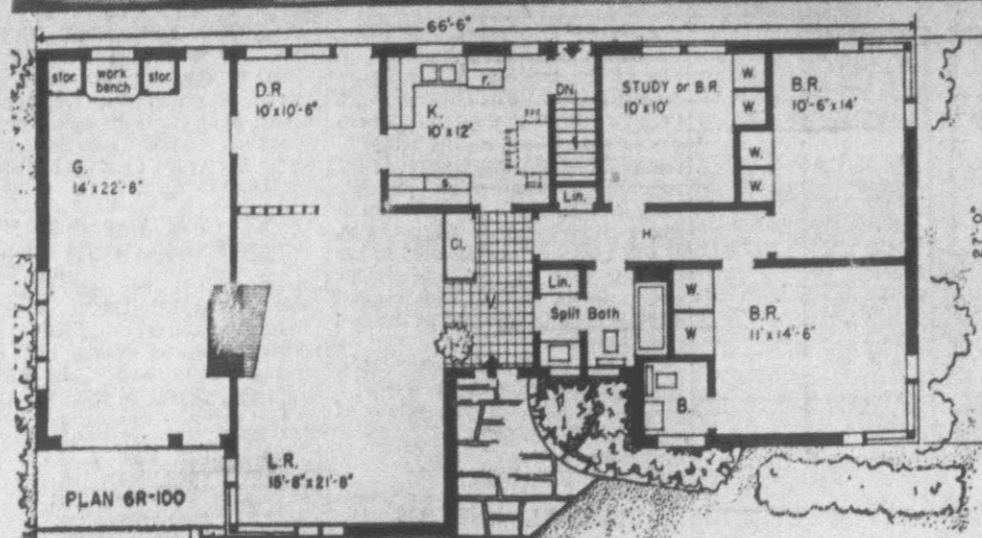 66'-6"
stor.
work
bench
stor.
D.R.
10'x10'-6"
K.
10'x12'
r.
DN.
STUDY or B.R.
10'x10'
W.
W.
B.R.
10'-6"x14'
G.
14'x22'-8"
s.
Lin.
W.
W.
Cl.
H.
27'-0"
V
Lin.
Split Bath
W.
W
B.R.
11'x14'-6"
B.
L.R.
15'-8"x21'-8"
PLAN 6R-100